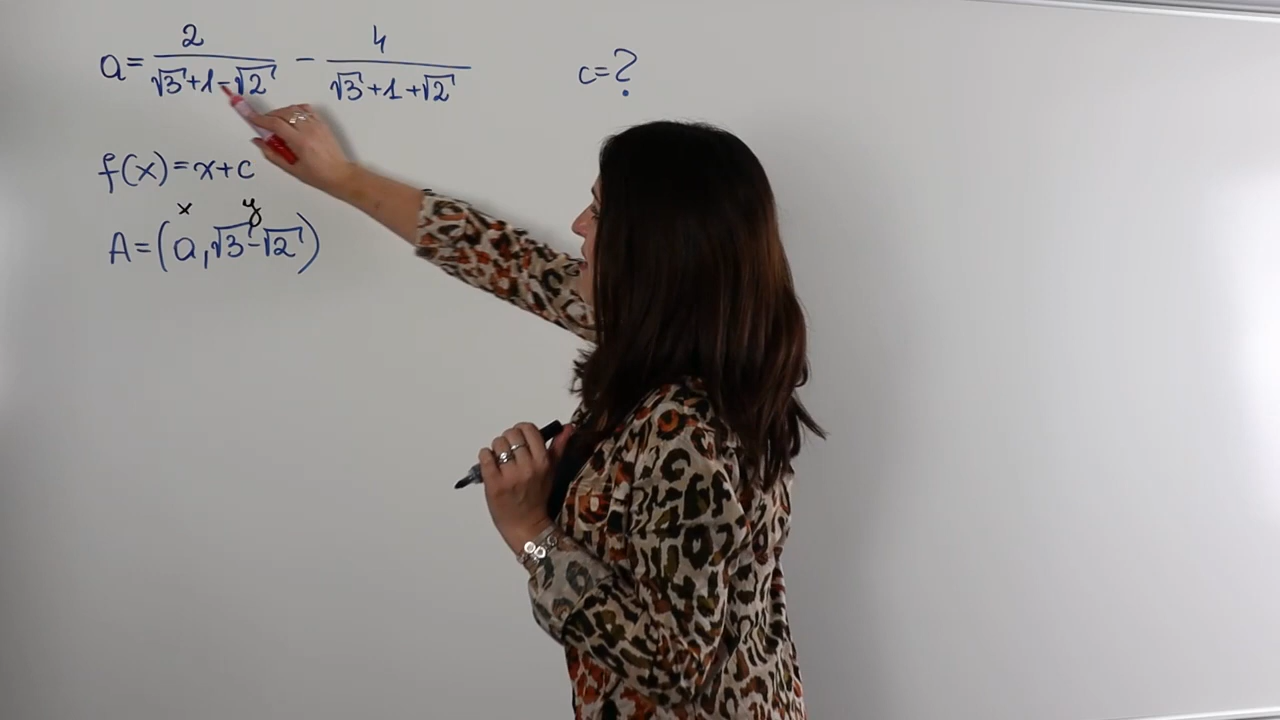 a = 2/(√3+1-√2) - 4/(√3+1+√2) c=?
f(x)=x+c
x y
A=(a,√3-√2)